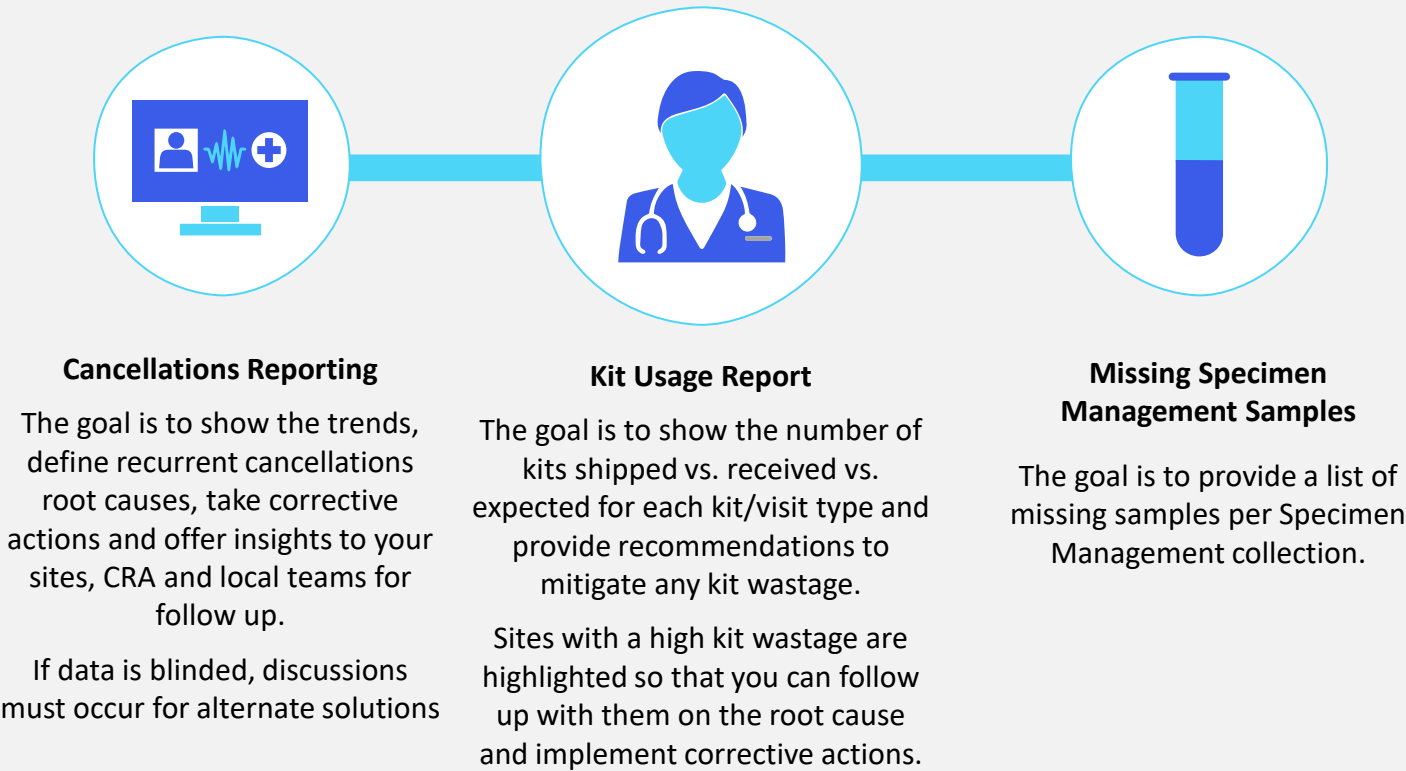 Cancellations Reporting
The goal is to show the trends,
define recurrent cancellations
root causes, take corrective
actions and offer insights to your
sites, CRA and local teams for
follow up.
If data is blinded, discussions
must occur for alternate solutions
Kit Usage Report
The goal is to show the number of
kits shipped vs. received vs.
expected for each kit/visit type and
provide recommendations to
mitigate any kit wastage.
Sites with a high kit wastage are
highlighted so that you can follow
up with them on the root cause
and implement corrective actions.
Missing Specimen
Management Samples
The goal is to provide a list of
missing samples per Specimen
Management collection.